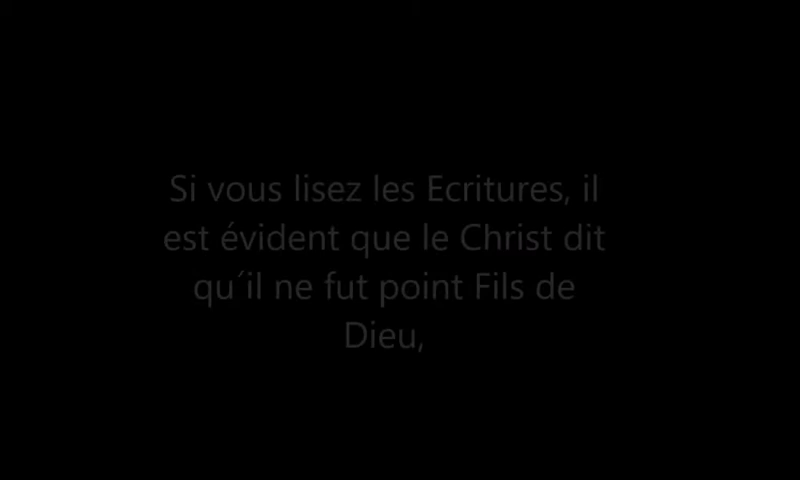 Si vous lisez les Ecritures, il
est évident que le Christ dit
qu´il ne fut point Fils de
Dieu,